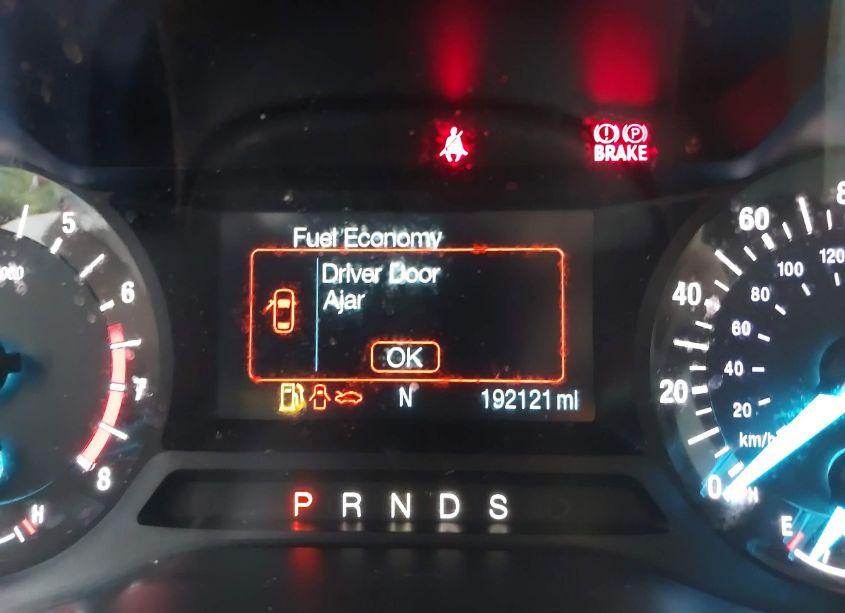 BRAKE
5
6
7
8
Fuel Economy
Driver Door
Ajar
OK
N
192121 mi
P R N D S
H
80
60
40
20
0
120
100
80
60
40
20
km/h
E